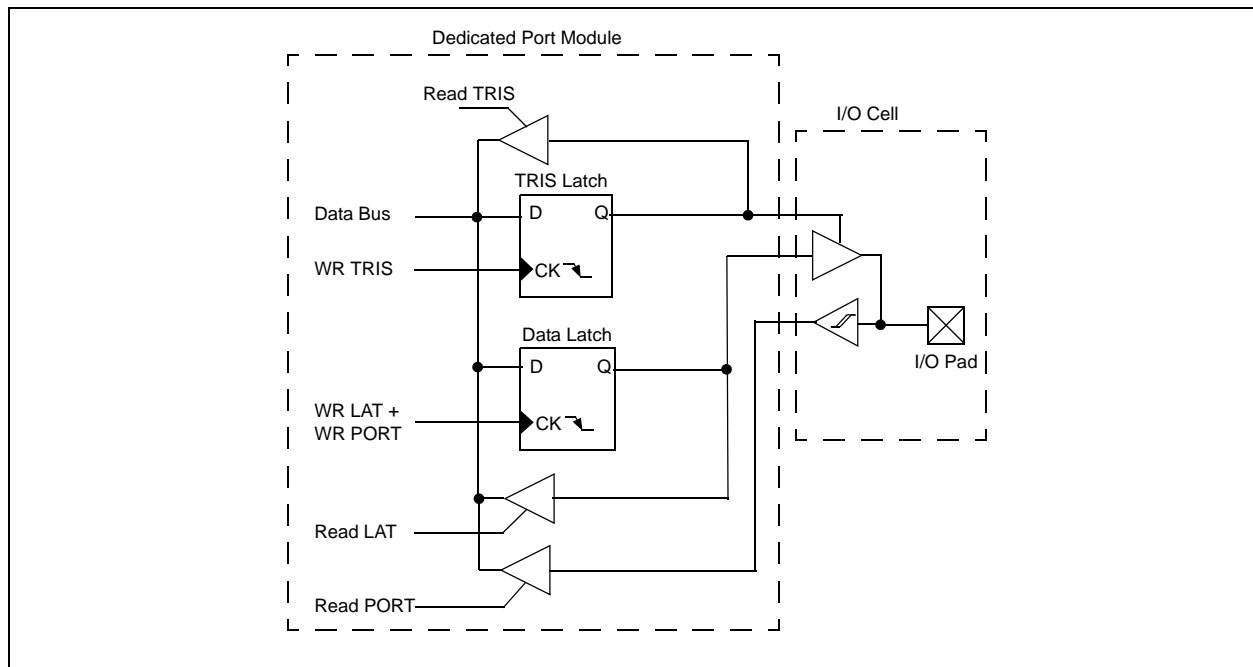 Dedicated Port Module
Read TRIS
I/O Cell
TRIS Latch
Data Bus
D
Q
WR TRIS
CK
Data Latch
I/O Pad
D
Q
WR LAT +
WR PORT
CK
Read LAT
Read PORT